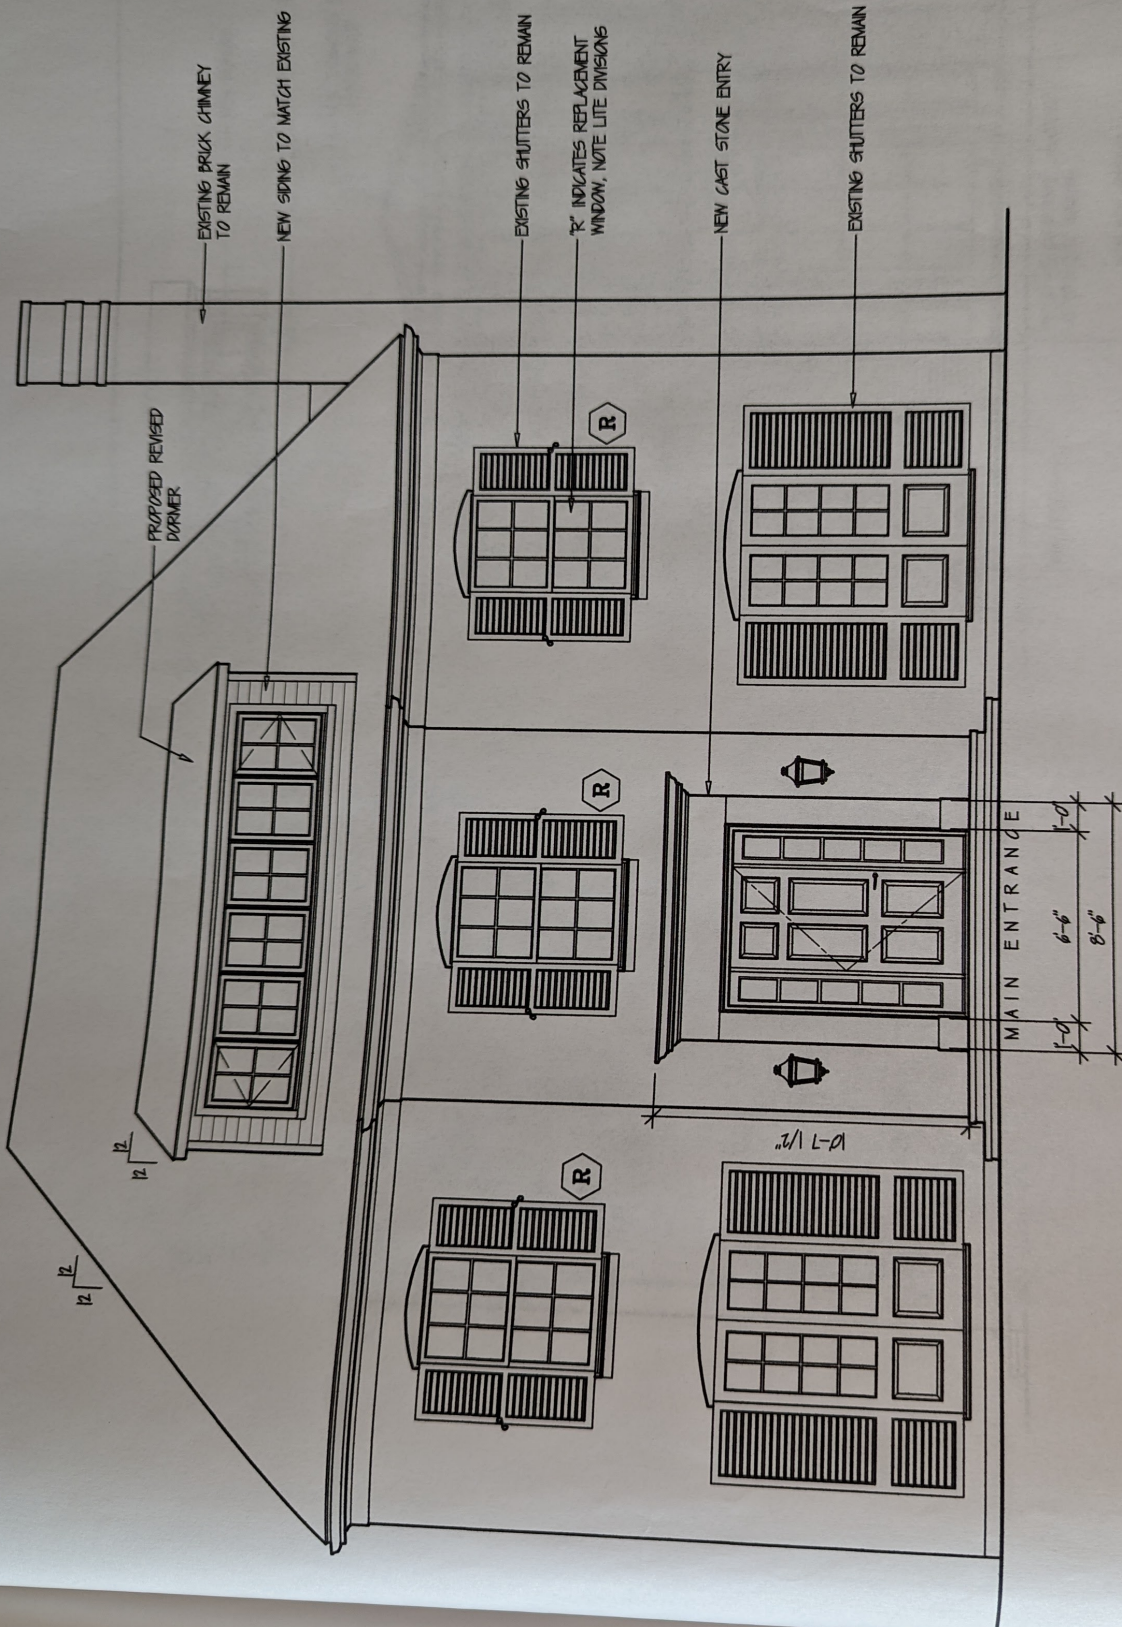 EXISTING BRICK CHIMNEY
TO REMAIN
NEW SIDING TO MATCH EXISTING
PROPOSED REVISED
DORMER
12
12
12
12
EXISTING SHUTTERS TO REMAIN
"R" INDICATES REPLACEMENT
WINDOW, NOTE LITE DIVISIONS
R
R
R
NEW CAST STONE ENTRY
EXISTING SHUTTERS TO REMAIN
10'-7 1/2"
MAIN ENTRANCE
1'-0"
6'-6"
1'-0"
8'-6"